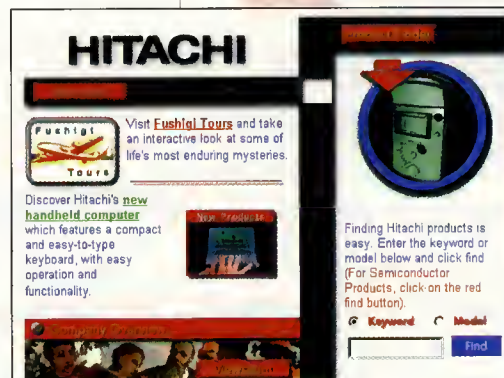 HITACHI
Fushigi
Tours
Visit Fushigi Tours and take
an interactive look at some of
life's most enduring mysteries.
Discover Hitachi's new
handheld computer
which features a compact
and easy-to-type
keyboard, with easy
operation and
functionality.
New Products
Product Finder
Finding Hitachi products is
easy. Enter the keyword or
model below and click find
(For Semiconductor
Products, click on the red
find button).
Keyword Model
Find